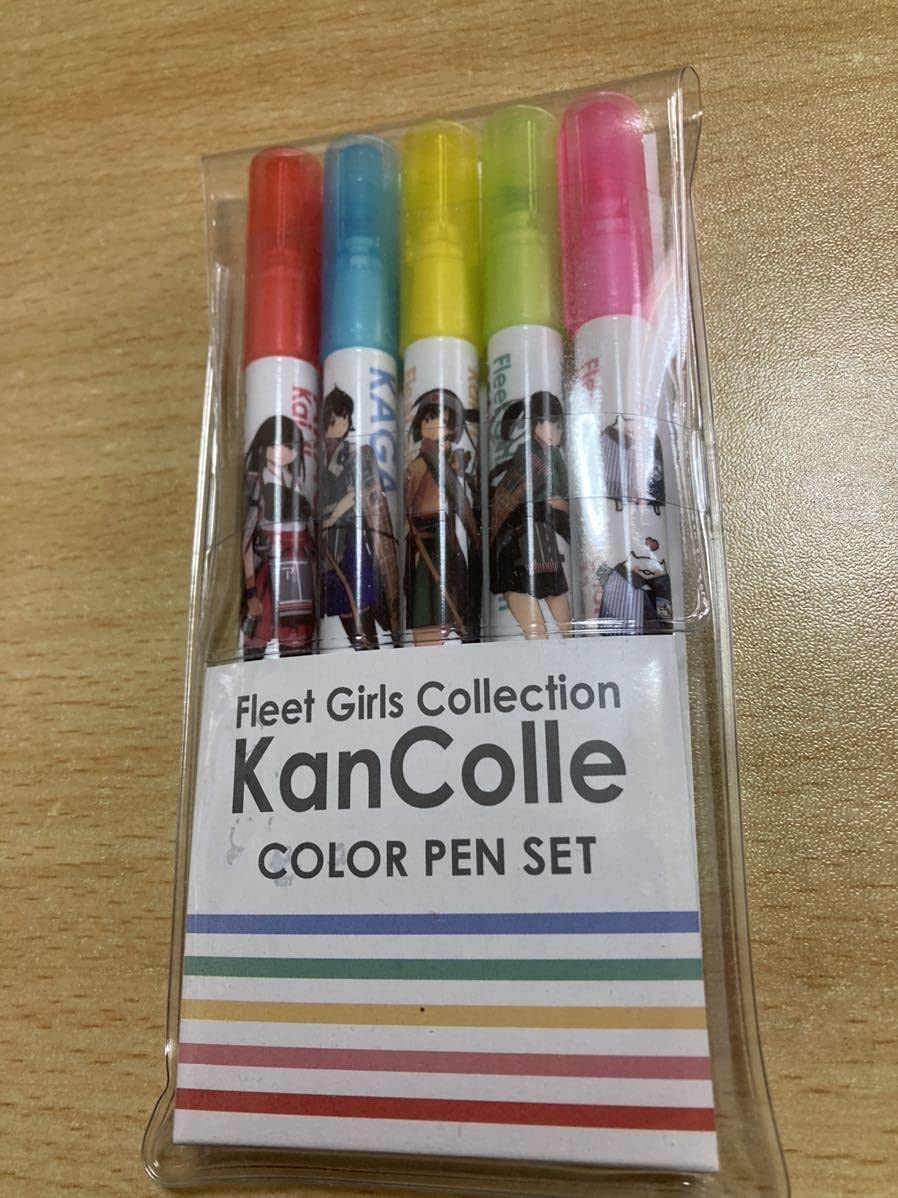 KAGA
Fleet Girls Collection
KanColle
COLOR PEN SET